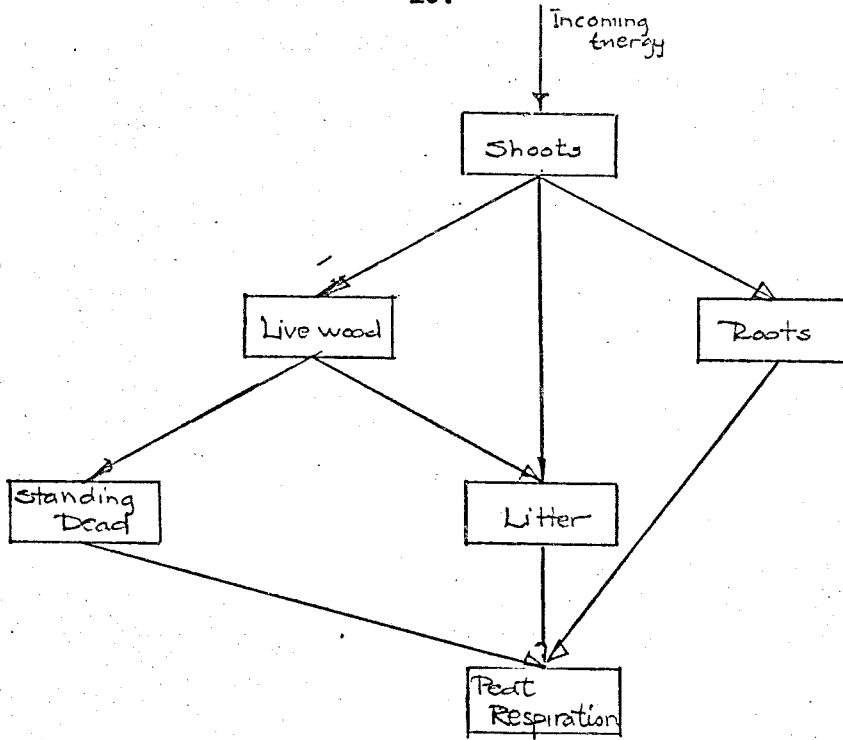 Incoming
Energy
Shoots
Live wood
Roots
Standing
Dead
Litter
Peat
Respiration